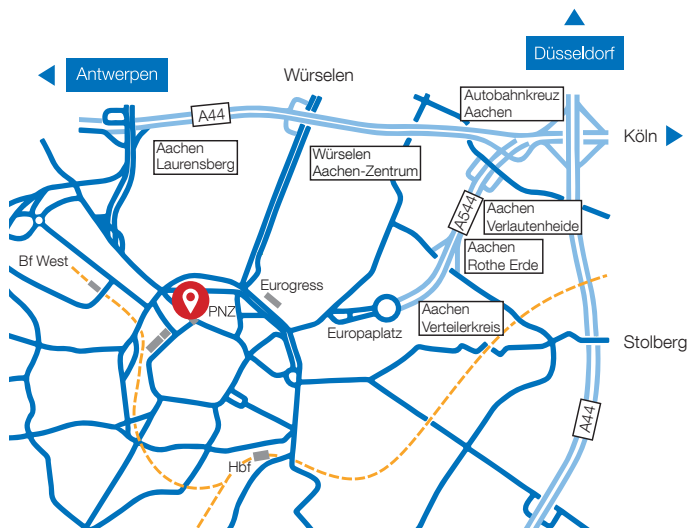 Düsseldorf
Antwerpen
Würselen
Autobahnkreuz
Aachen
A44
Köln
Aachen
Laurensberg
Würselen
Aachen-Zentrum
A544
Aachen
Verlautenheide
Aachen
Rothe Erde
Bf West
Eurogress
PNZ
Europaplatz
Aachen
Verteilerkreis
Stolberg
A44
Hbf